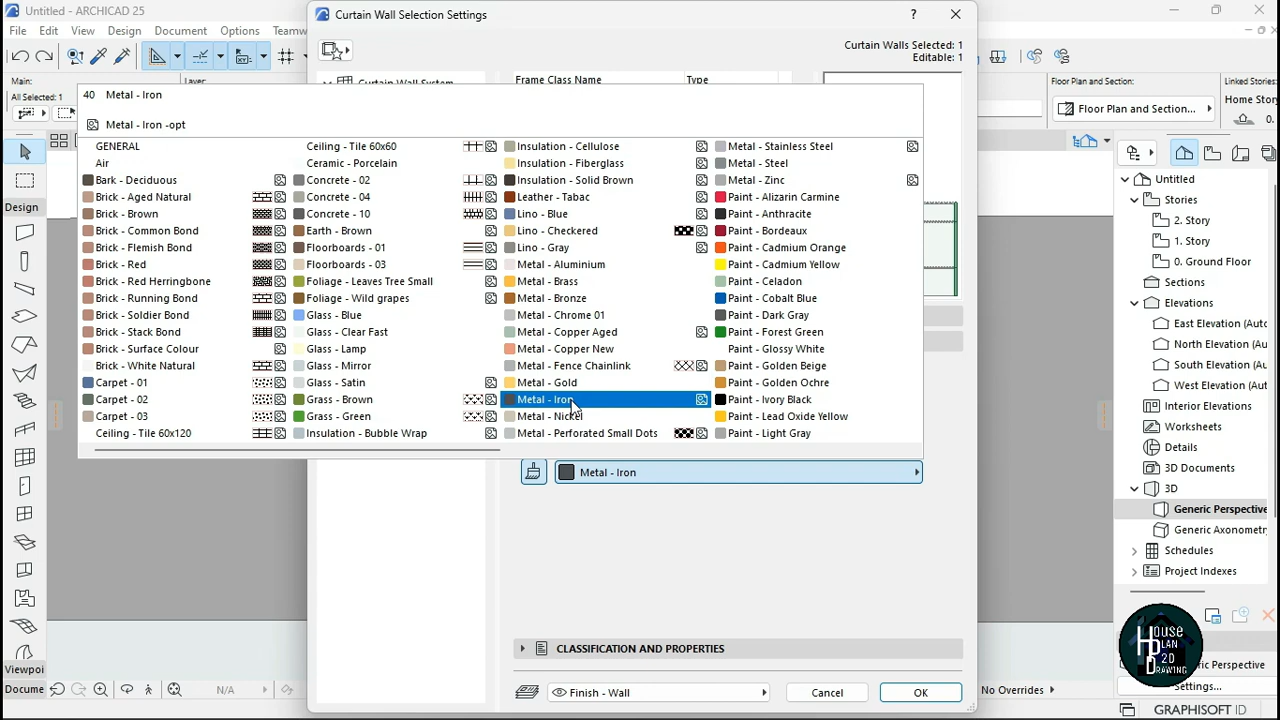 Untitled - ARCHICAD 25
File Edit View Design Document Options Teamw
Main:
All Selected: 1
Layer:
Curtain Wall Selection Settings
?
Curtain Walls Selected: 1
Editable: 1
Frame Class Name Type
Floor Plan and Section:
Floor Plan and Section...
Linked Stories:
Home Story
0.
40 Metal - Iron
Metal - Iron -opt
GENERAL
Air
Bark - Deciduous
Brick - Aged Natural
Brick - Brown
Brick - Common Bond
Brick - Flemish Bond
Brick - Red
Brick - Red Herringbone
Brick - Running Bond
Brick - Soldier Bond
Brick - Stack Bond
Brick - Surface Colour
Brick - White Natural
Carpet - 01
Carpet - 02
Carpet - 03
Ceiling - Tile 60x120
Ceiling - Tile 60x60
Ceramic - Porcelain
Concrete - 02
Concrete - 04
Concrete - 10
Earth - Brown
Floorboards - 01
Floorboards - 03
Foliage - Leaves Tree Small
Foliage - Wild grapes
Glass - Blue
Glass - Clear Fast
Glass - Lamp
Glass - Mirror
Glass - Satin
Grass - Brown
Grass - Green
Insulation - Bubble Wrap
Insulation - Cellulose
Insulation - Fiberglass
Insulation - Solid Brown
Leather - Tabac
Lino - Blue
Lino - Checkered
Lino - Gray
Metal - Aluminium
Metal - Brass
Metal - Bronze
Metal - Chrome 01
Metal - Copper Aged
Metal - Copper New
Metal - Fence Chainlink
Metal - Gold
Metal - Iron
Metal - Nickel
Metal - Perforated Small Dots
Metal - Stainless Steel
Metal - Steel
Metal - Zinc
Paint - Alizarin Carmine
Paint - Anthracite
Paint - Bordeaux
Paint - Cadmium Orange
Paint - Cadmium Yellow
Paint - Celadon
Paint - Cobalt Blue
Paint - Dark Gray
Paint - Forest Green
Paint - Glossy White
Paint - Golden Beige
Paint - Golden Ochre
Paint - Ivory Black
Paint - Lead Oxide Yellow
Paint - Light Gray
Metal - Iron
CLASSIFICATION AND PROPERTIES
Finish - Wall
Cancel
OK
Design
Viewpoi
Docume
N/A
Untitled
Stories
2. Story
1. Story
0. Ground Floor
Sections
Elevations
East Elevation (Auto
North Elevation (Au
South Elevation (Au
West Elevation (Aut
Interior Elevations
Worksheets
Details
3D Documents
3D
Generic Perspective
Generic Axonometr
Schedules
Project Indexes
House
PLAN
2D
DRAWING
Generic Perspective
Settings...
No Overrides
GRAPHISOFT ID